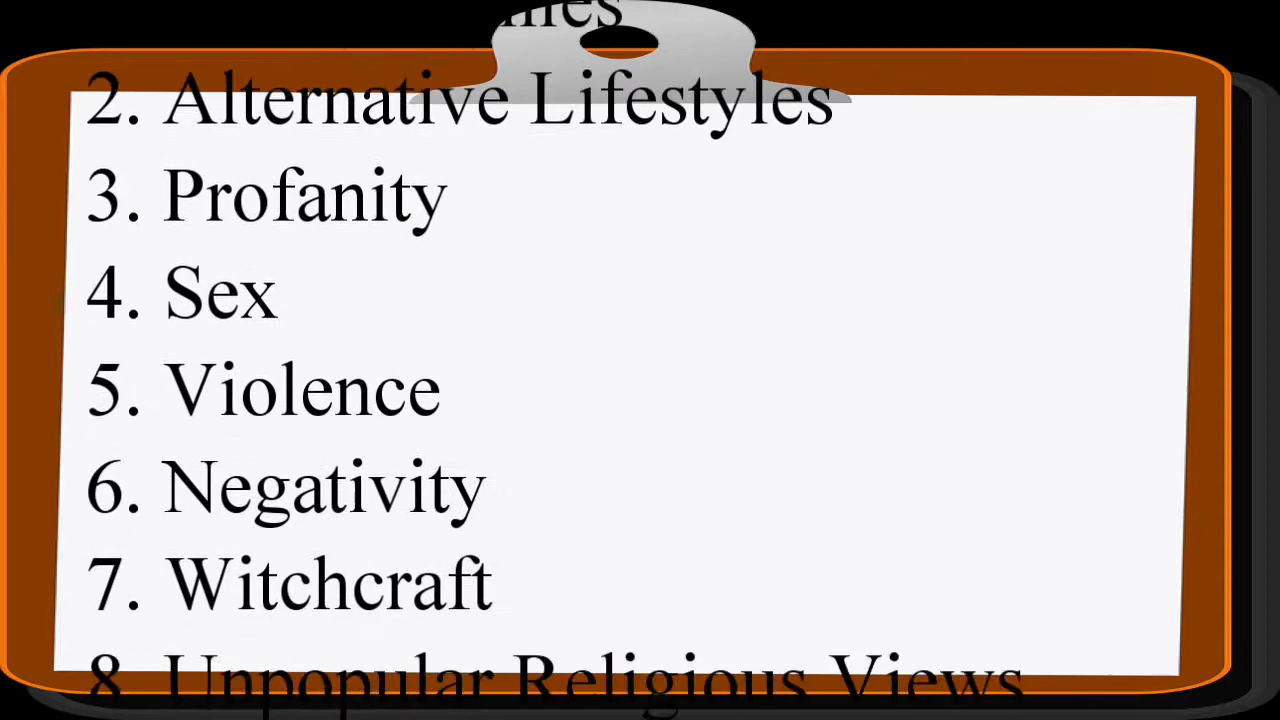 2. Alternative Lifestyles
3. Profanity
4. Sex
5. Violence
6. Negativity
7. Witchcraft
8. Unpopular Religious Views